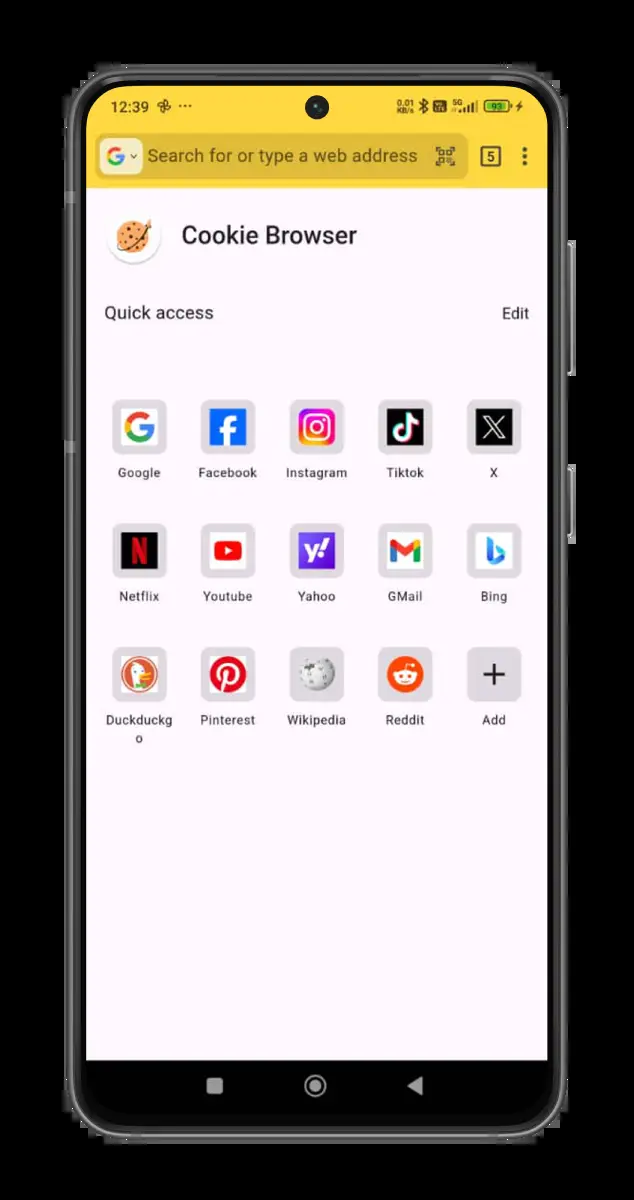 12:39 ...
0.01
KB/s
5G
93
Search for or type a web address
5
Cookie Browser
Quick access Edit
Google Facebook Instagram Tiktok X
Netflix Youtube Yahoo GMail Bing
Duckduckg Pinterest Wikipedia Reddit Add
o